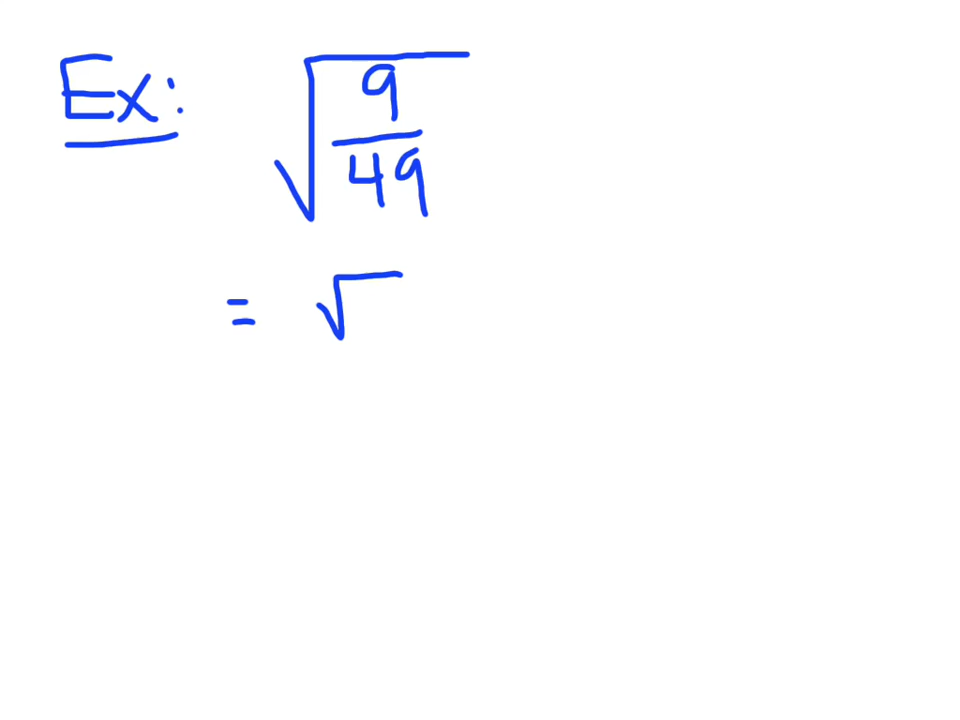 Ex: √(9/49)
= √